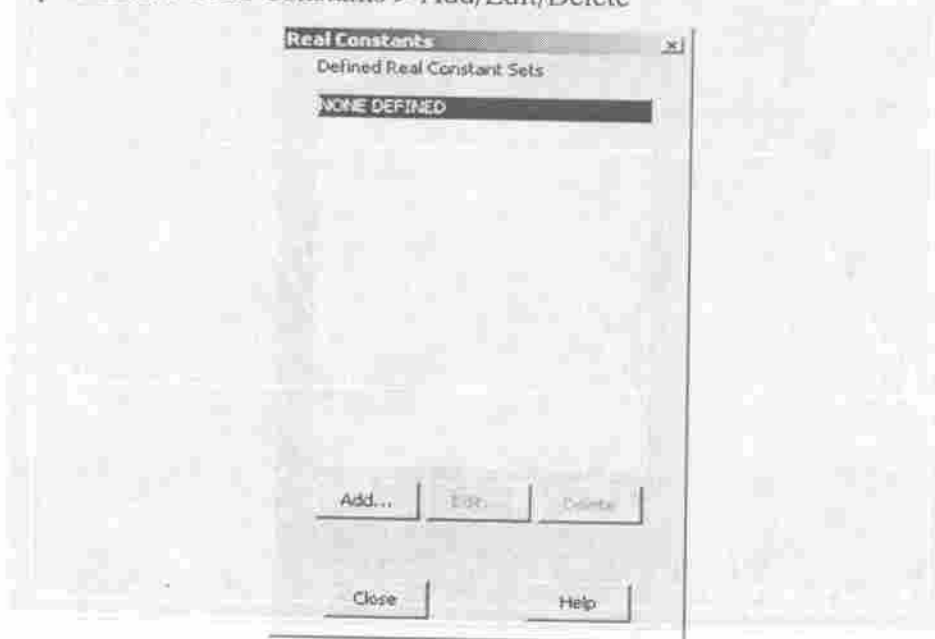 Add/Edit/Delete
Real Constants
Defined Real Constant Sets
NONE DEFINED
Add...
Edit...
Delete
Close
Help